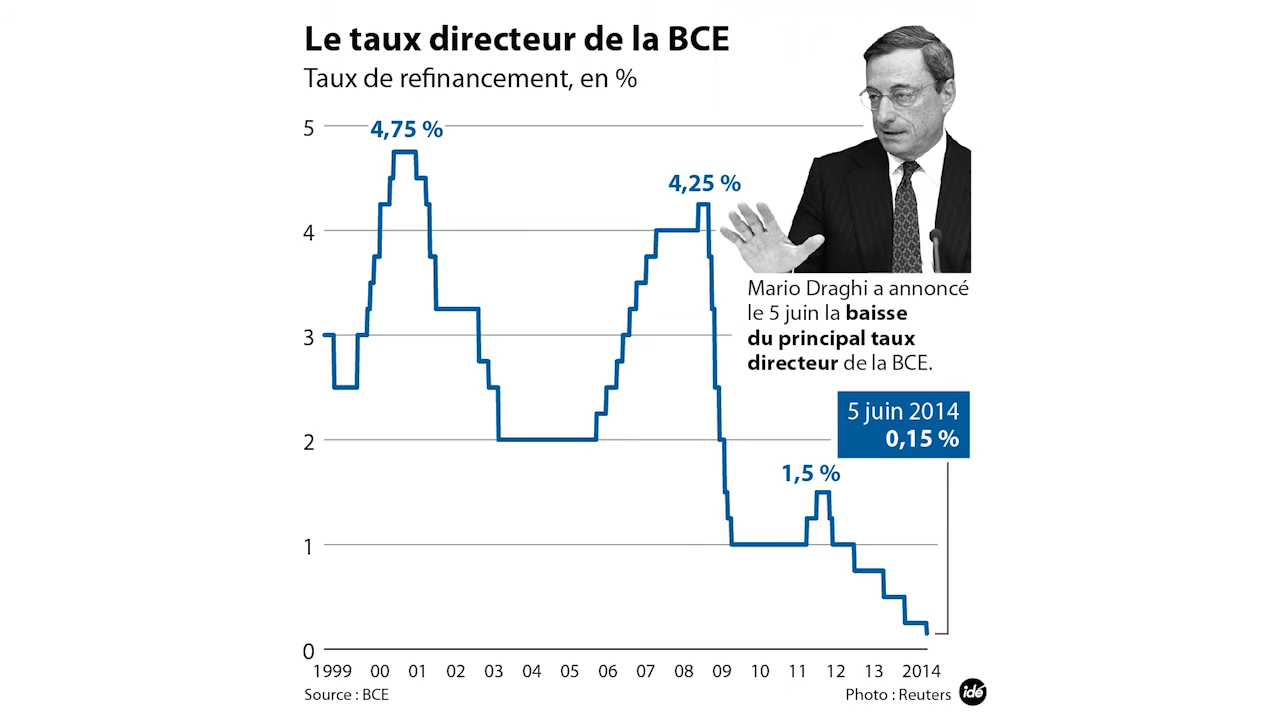 Le taux directeur de la BCE
Taux de refinancement, en %
5
4,75 %
4,25 %
4
Mario Draghi a annoncé
le 5 juin la baisse
du principal taux
directeur de la BCE.
3
5 juin 2014
0,15 %
2
1,5 %
1
0
1999 00 01 02 03 04 05 06 07 08 09 10 11 12 13 2014
Source : BCE
Photo : Reuters
idé